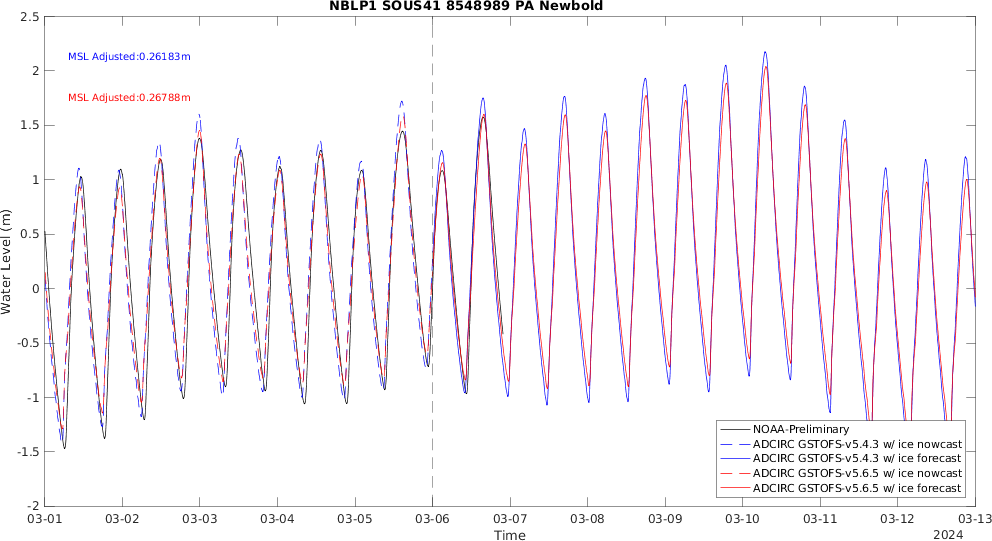 NBLP1 SOUS41 8548989 PA Newbold
2.5
2
1.5
1
0.5
0
-0.5
-1
-1.5
-2
Water Level (m)
MSL Adjusted:0.26183m
MSL Adjusted:0.26788m
NOAA-Preliminary
ADCIRC GSTOFS-v5.4.3 w/ ice nowcast
ADCIRC GSTOFS-v5.4.3 w/ ice forecast
ADCIRC GSTOFS-v5.6.5 w/ ice nowcast
ADCIRC GSTOFS-v5.6.5 w/ ice forecast
03-01 03-02 03-03 03-04 03-05 03-06 03-07 03-08 03-09 03-10 03-11 03-12 03-13
Time
2024